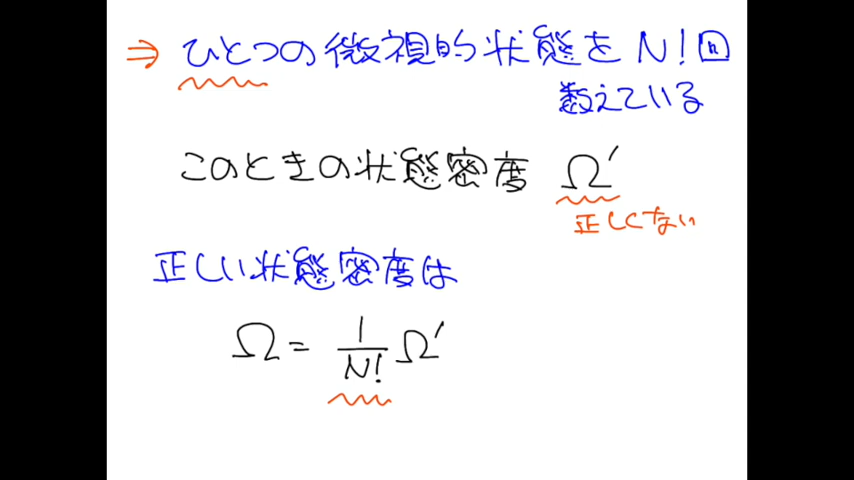 ⇒ ひとつの微視的状態を N!回
数えている
このときの状態密度 Ω′
正しくない
正しい状態密度は
Ω = 1/N! Ω′